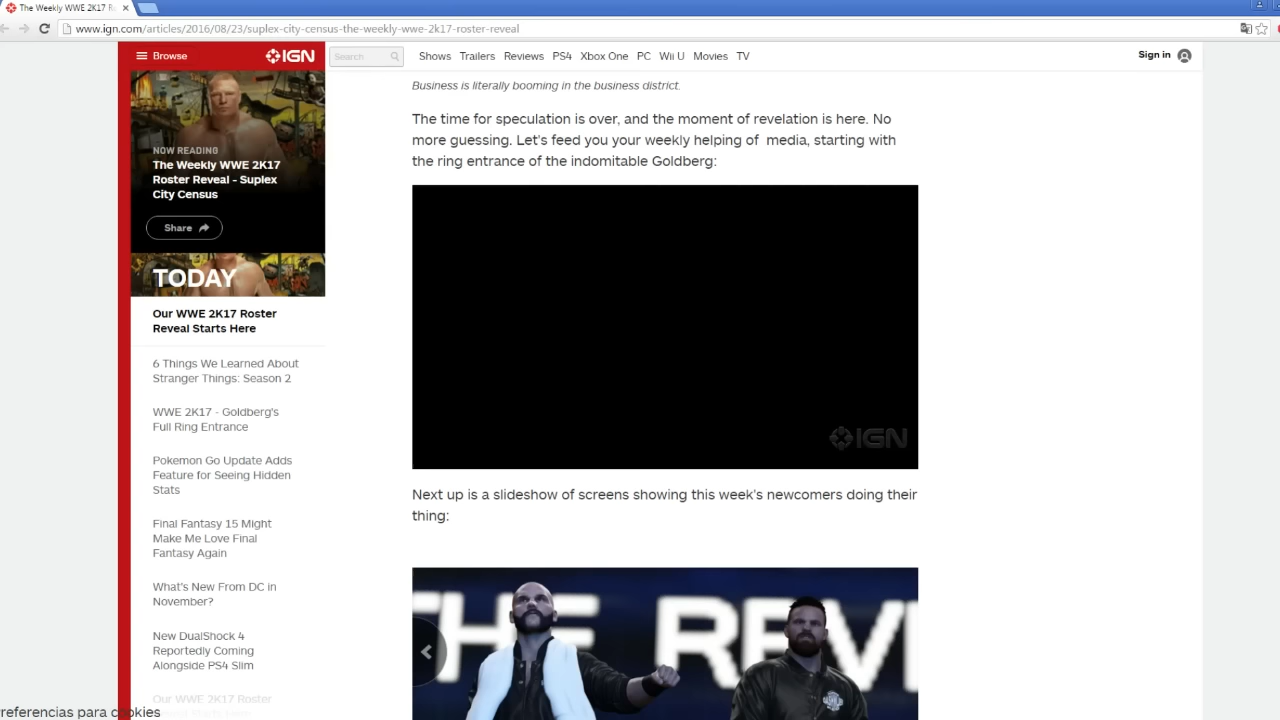 The Weekly WWE 2K17 R
www.ign.com/articles/2016/08/23/suplex-city-census-the-weekly-wwe-2k17-roster-reveal
Browse
IGN
Search
Shows Trailers Reviews PS4 Xbox One PC Wii U Movies TV
Sign in
NOW READING
The Weekly WWE 2K17
Roster Reveal - Suplex
City Census
Share
TODAY
Our WWE 2K17 Roster
Reveal Starts Here
6 Things We Learned About
Stranger Things: Season 2
WWE 2K17 - Goldberg's
Full Ring Entrance
Pokemon Go Update Adds
Feature for Seeing Hidden
Stats
Final Fantasy 15 Might
Make Me Love Final
Fantasy Again
What's New From DC in
November?
New DualShock 4
Reportedly Coming
Alongside PS4 Slim
Our WWE 2K17 Roster
Reveal Starts Here
referencias para cookies
Business is literally booming in the business district.
The time for speculation is over, and the moment of revelation is here. No
more guessing. Let's feed you your weekly helping of media, starting with
the ring entrance of the indomitable Goldberg:
IGN
Next up is a slideshow of screens showing this week's newcomers doing their
thing:
THE REVI